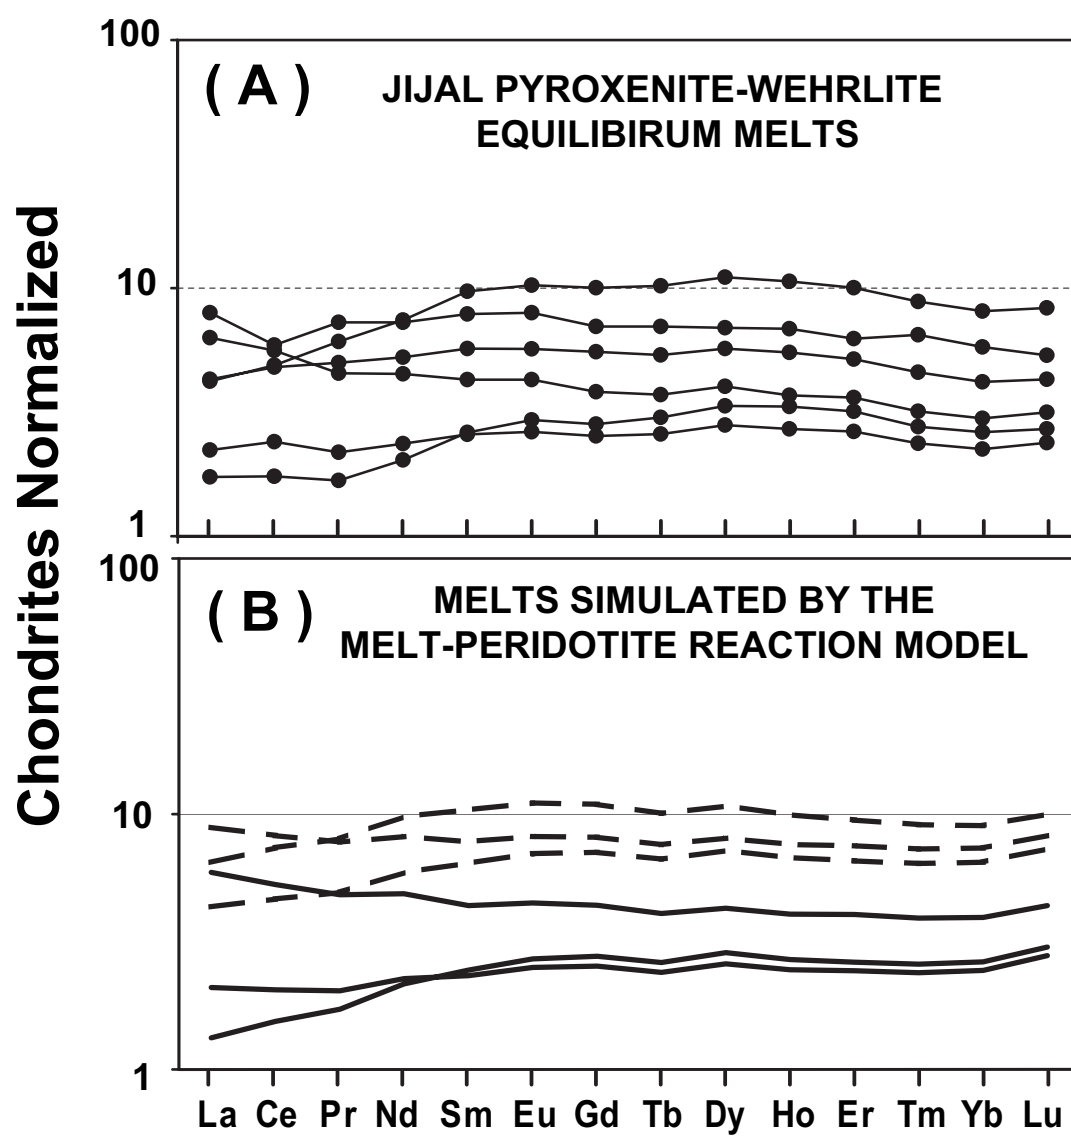 Chondrites Normalized
100
( A )
JIJAL PYROXENITE-WEHRLITE
EQUILIBIRUM MELTS
10
1
100
( B )
MELTS SIMULATED BY THE
MELT-PERIDOTITE REACTION MODEL
10
1
La Ce Pr Nd Sm Eu Gd Tb Dy Ho Er Tm Yb Lu